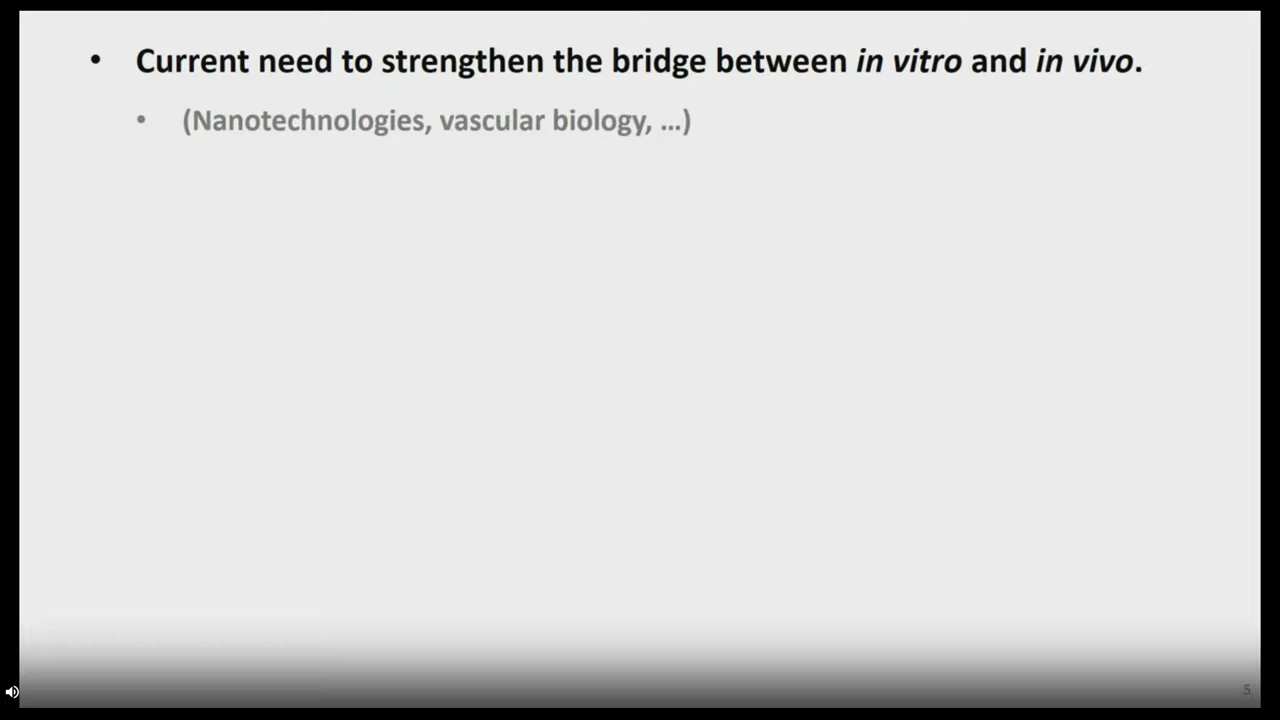 • Current need to strengthen the bridge between in vitro and in vivo.
• (Nanotechnologies, vascular biology, ...)
5